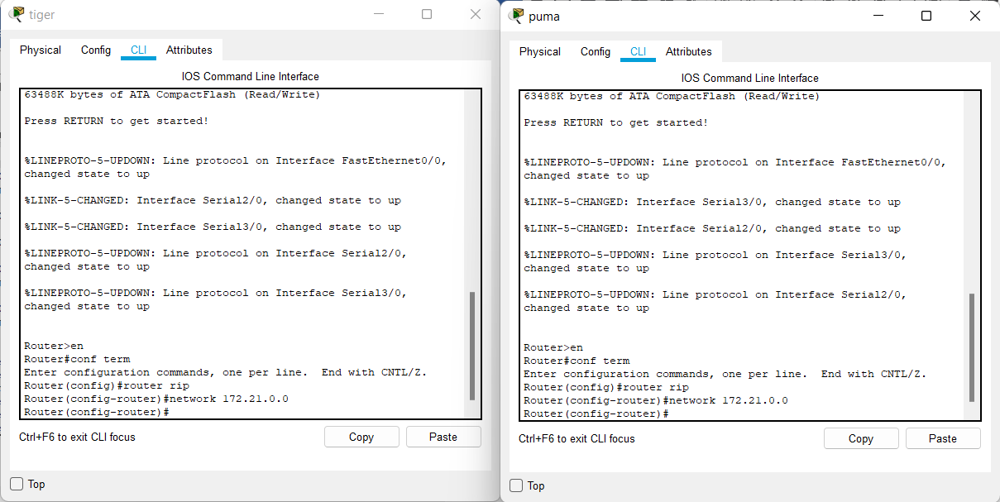 tiger
Physical Config CLI Attributes
IOS Command Line Interface
63488K bytes of ATA CompactFlash (Read/Write)
Press RETURN to get started!
%LINEPROTO-5-UPDOWN: Line protocol on Interface FastEthernet0/0,
changed state to up
%LINK-5-CHANGED: Interface Serial2/0, changed state to up
%LINK-5-CHANGED: Interface Serial3/0, changed state to up
%LINEPROTO-5-UPDOWN: Line protocol on Interface Serial2/0,
changed state to up
%LINEPROTO-5-UPDOWN: Line protocol on Interface Serial3/0,
changed state to up
Router>en
Router#conf term
Enter configuration commands, one per line.  End with CNTL/Z.
Router(config)#router rip
Router(config-router)#network 172.21.0.0
Router(config-router)#
Ctrl+F6 to exit CLI focus
Copy Paste
Top
puma
Physical Config CLI Attributes
IOS Command Line Interface
63488K bytes of ATA CompactFlash (Read/Write)
Press RETURN to get started!
%LINEPROTO-5-UPDOWN: Line protocol on Interface FastEthernet0/0,
changed state to up
%LINK-5-CHANGED: Interface Serial3/0, changed state to up
%LINK-5-CHANGED: Interface Serial2/0, changed state to up
%LINEPROTO-5-UPDOWN: Line protocol on Interface Serial3/0,
changed state to up
%LINEPROTO-5-UPDOWN: Line protocol on Interface Serial2/0,
changed state to up
Router>en
Router#conf term
Enter configuration commands, one per line.  End with CNTL/Z.
Router(config)#router rip
Router(config-router)#network 172.21.0.0
Router(config-router)#
Ctrl+F6 to exit CLI focus
Copy Paste
Top